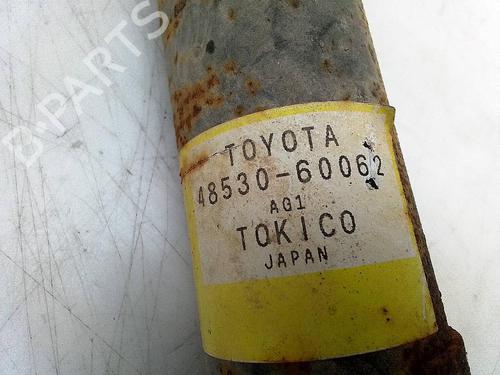 B-PARTS
TOYOTA
48530-60062
AG1
TOKICO
JAPAN